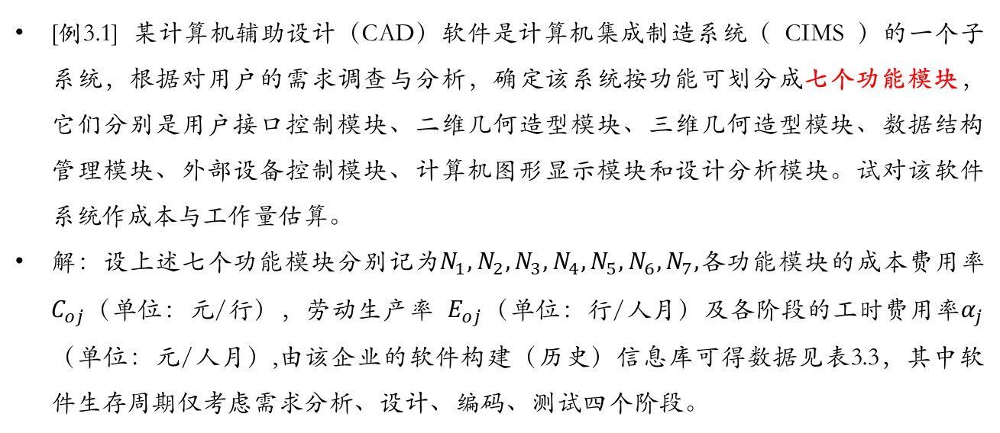 • [例3.1] 某计算机辅助设计（CAD）软件是计算机集成制造系统（ CIMS ）的一个子
系统，根据对用户的需求调查与分析，确定该系统按功能可划分成七个功能模块，
它们分别是用户接口控制模块、二维几何造型模块、三维几何造型模块、数据结构
管理模块、外部设备控制模块、计算机图形显示模块和设计分析模块。试对该软件
系统作成本与工作量估算。
• 解：设上述七个功能模块分别记为N₁, N₂, N₃, N₄, N₅, N₆, N₇,各功能模块的成本费用率
C_{oj}（单位：元/行），劳动生产率 E_{oj}（单位：行/人月）及各阶段的工时费用率α_j
（单位：元/人月）,由该企业的软件构建（历史）信息库可得数据见表3.3，其中软
件生存周期仅考虑需求分析、设计、编码、测试四个阶段。